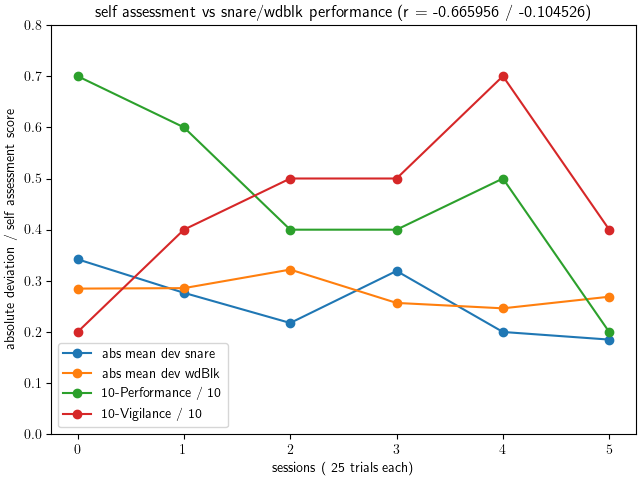 self assessment vs snare/wdblk performance (r = -0.665956 / -0.104526)
absolute deviation / self assessment score
0.8
0.7
0.6
0.5
0.4
0.3
0.2
0.1
0.0
abs mean dev snare
abs mean dev wdBlk
10-Performance / 10
10-Vigilance / 10
0 1 2 3 4 5
sessions ( 25 trials each)